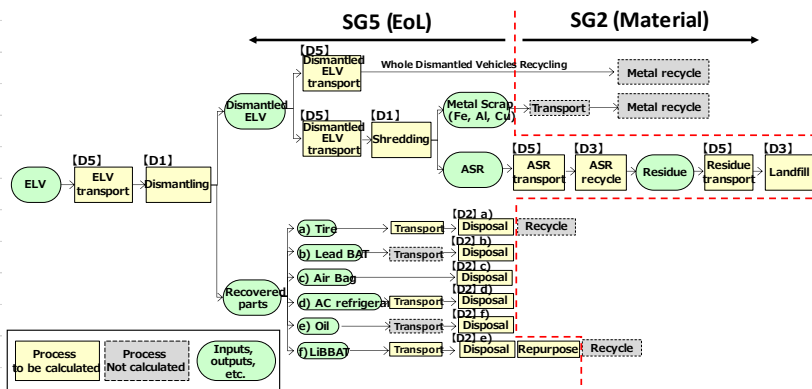 SG5 (EoL)
SG2 (Material)
【D5】
Dismantled
ELV
transport
Whole Dismantled Vehicles Recycling
Metal recycle
Dismantled
ELV
【D5】
Dismantled
ELV
transport
【D1】
Shredding
Metal Scrap
(Fe, Al, Cu)
Transport
Metal recycle
ELV
【D5】
ELV
transport
【D1】
Dismantling
ASR
【D5】
ASR
transport
【D3】
ASR
recycle
Residue
【D5】
Residue
transport
【D3】
Landfill
Recovered
parts
a) Tire
Transport
【D2】a)
Disposal
Recycle
b) Lead BAT
Transport
【D2】b)
Disposal
c) Air Bag
【D2】c)
Disposal
d) AC refrigeran
Transport
【D2】d)
Disposal
e) Oil
Transport
【D2】f)
Disposal
f)LiBBAT
Transport
【D2】e)
Disposal
Repurpose
Recycle
Process
to be calculated
Process
Not calculated
Inputs,
outputs,
etc.